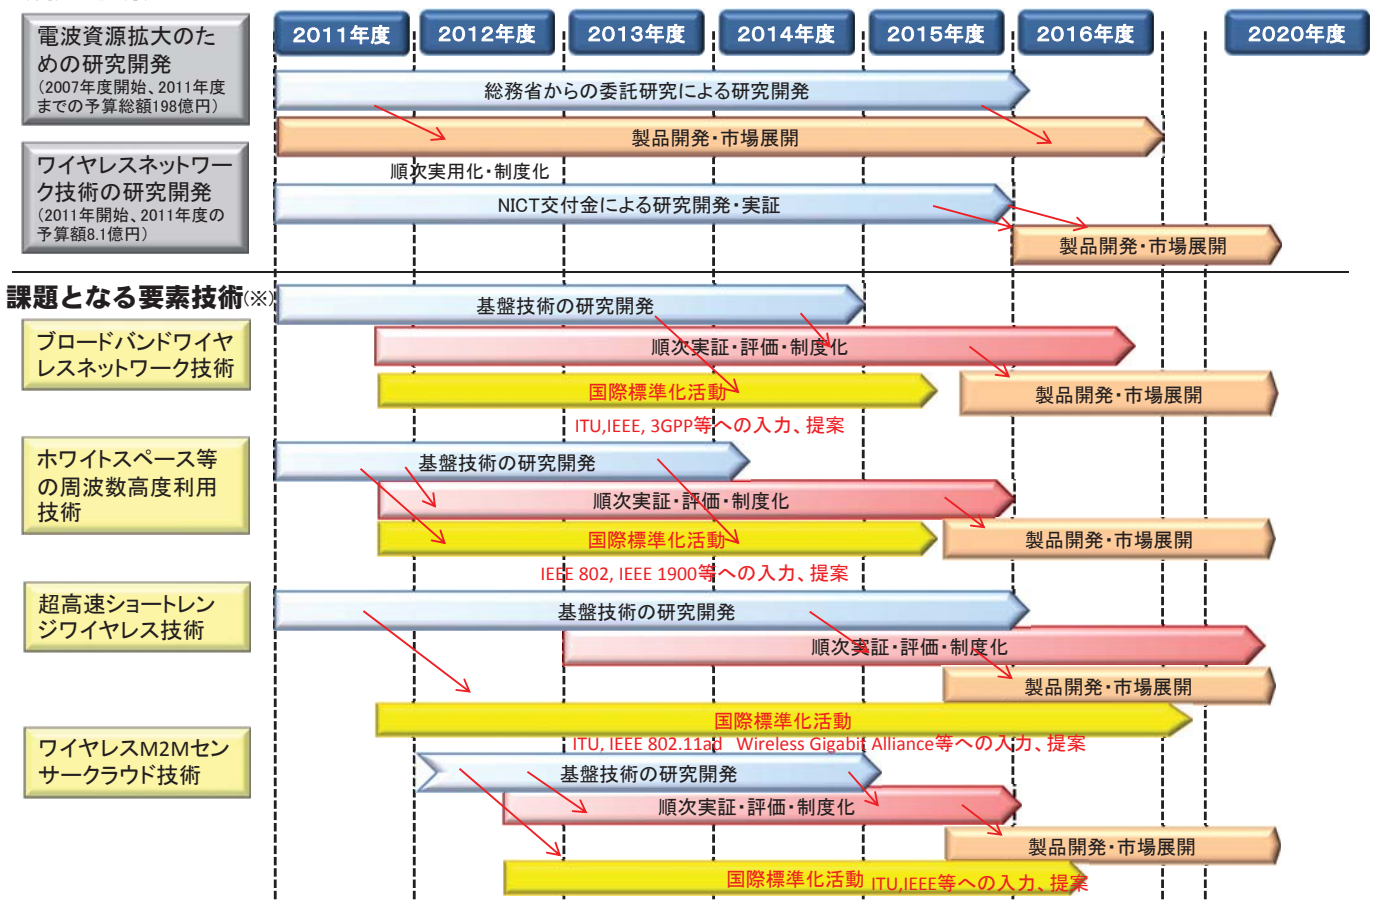 2011年度 2012年度 2013年度 2014年度 2015年度 2016年度 2020年度
電波資源拡大のた
めの研究開発
(2007年度開始、2011年度
までの予算総額198億円)
総務省からの委託研究による研究開発
製品開発・市場展開
順次実用化・制度化
ワイヤレスネットワー
ク技術の研究開発
(2011年開始、2011年度の
予算額8.1億円)
NICT交付金による研究開発・実証
製品開発・市場展開
課題となる要素技術(※)
ブロードバンドワイヤ
レスネットワーク技術
基盤技術の研究開発
順次実証・評価・制度化
国際標準化活動
製品開発・市場展開
ITU,IEEE, 3GPP等への入力、提案
ホワイトスペース等
の周波数高度利用
技術
基盤技術の研究開発
順次実証・評価・制度化
国際標準化活動
製品開発・市場展開
IEEE 802, IEEE 1900等への入力、提案
超高速ショートレン
ジワイヤレス技術
基盤技術の研究開発
順次実証・評価・制度化
製品開発・市場展開
国際標準化活動
ITU, IEEE 802.11ad Wireless Gigabit Alliance等への入力、提案
ワイヤレスM2Mセン
サークラウド技術
基盤技術の研究開発
順次実証・評価・制度化
製品開発・市場展開
国際標準化活動 ITU,IEEE等への入力、提案